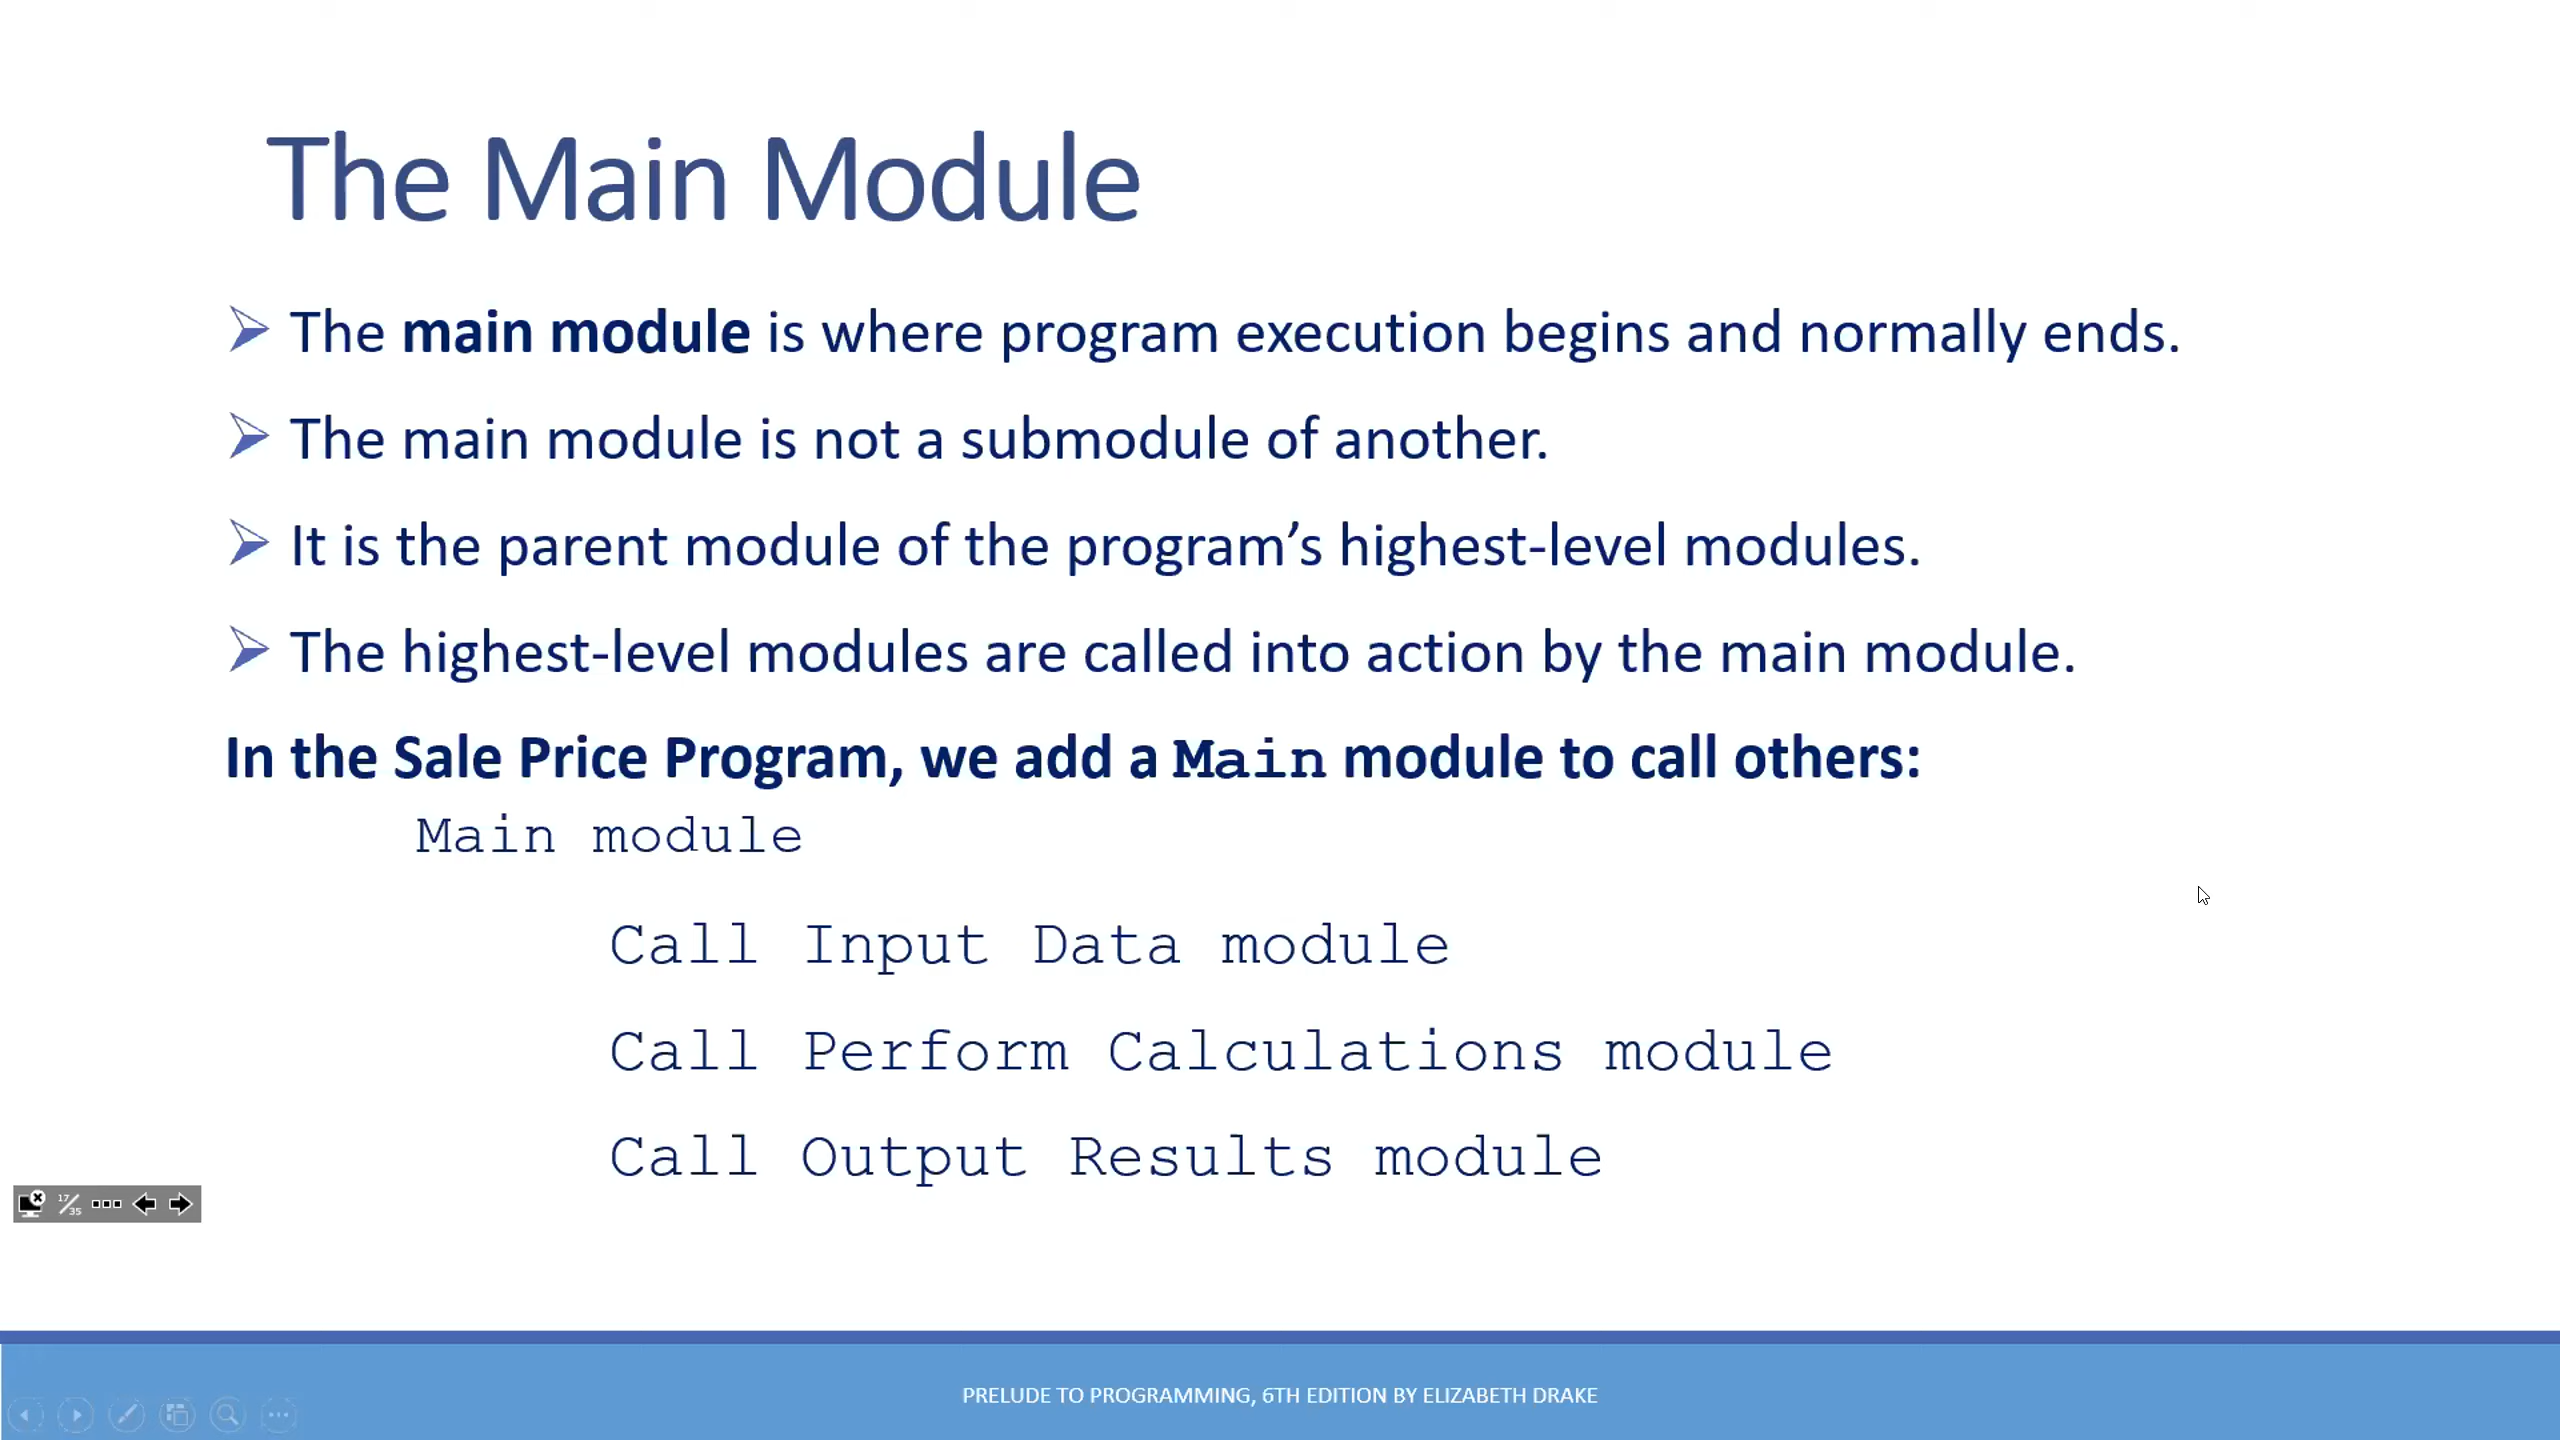 The Main Module
The main module is where program execution begins and normally ends.
The main module is not a submodule of another.
It is the parent module of the program’s highest-level modules.
The highest-level modules are called into action by the main module.
In the Sale Price Program, we add a Main module to call others:
Main module
Call Input Data module
Call Perform Calculations module
Call Output Results module
17/35
PRELUDE TO PROGRAMMING, 6TH EDITION BY ELIZABETH DRAKE